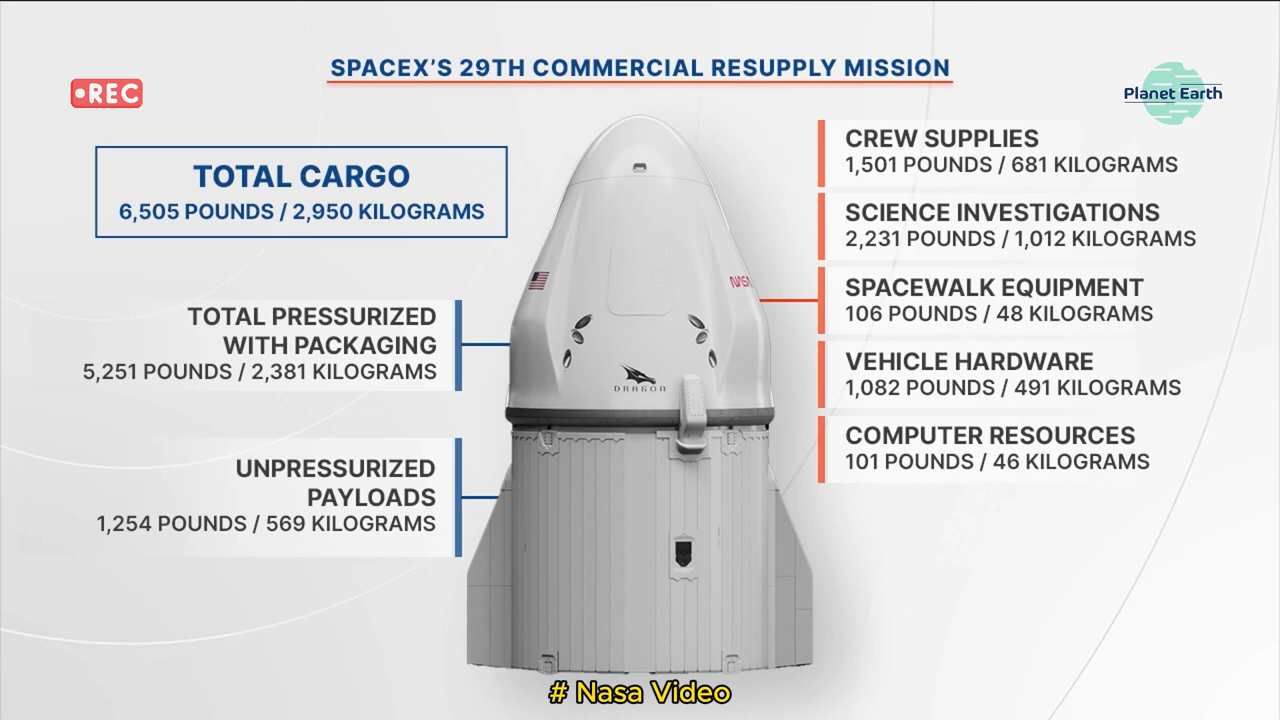 SPACEX'S 29TH COMMERCIAL RESUPPLY MISSION
REC
Planet Earth
TOTAL CARGO
6,505 POUNDS / 2,950 KILOGRAMS
TOTAL PRESSURIZED
WITH PACKAGING
5,251 POUNDS / 2,381 KILOGRAMS
UNPRESSURIZED
PAYLOADS
1,254 POUNDS / 569 KILOGRAMS
NASA
DRAGON
CREW SUPPLIES
1,501 POUNDS / 681 KILOGRAMS
SCIENCE INVESTIGATIONS
2,231 POUNDS / 1,012 KILOGRAMS
SPACEWALK EQUIPMENT
106 POUNDS / 48 KILOGRAMS
VEHICLE HARDWARE
1,082 POUNDS / 491 KILOGRAMS
COMPUTER RESOURCES
101 POUNDS / 46 KILOGRAMS
# Nasa Video